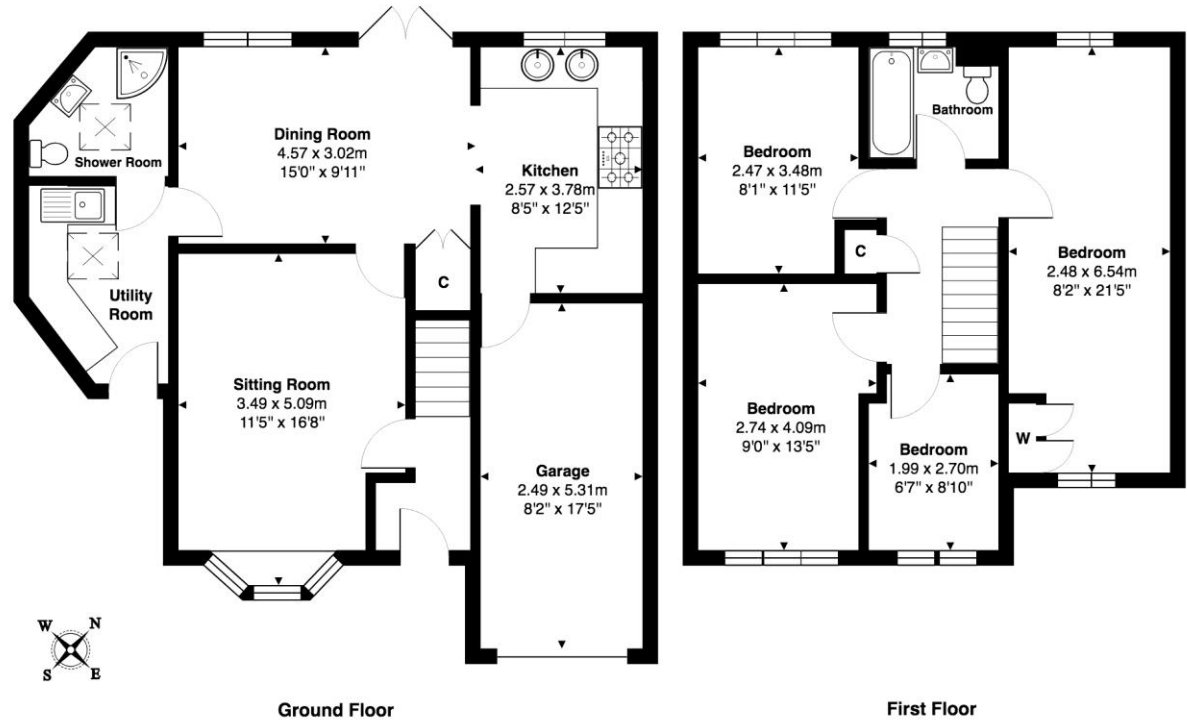 Shower Room
Dining Room
4.57 x 3.02m
15'0" x 9'11"
Kitchen
2.57 x 3.78m
8'5" x 12'5"
Utility
Room
C
Sitting Room
3.49 x 5.09m
11'5" x 16'8"
Garage
2.49 x 5.31m
8'2" x 17'5"
W
N
S
E
Ground Floor
Bedroom
2.47 x 3.48m
8'1" x 11'5"
Bathroom
C
Bedroom
2.48 x 6.54m
8'2" x 21'5"
Bedroom
2.74 x 4.09m
9'0" x 13'5"
Bedroom
1.99 x 2.70m
6'7" x 8'10"
W
First Floor